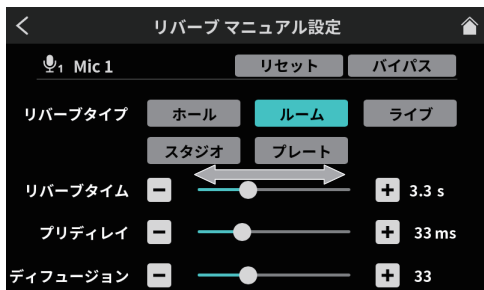 リバーブ マニュアル設定
1 Mic 1 リセット バイパス
リバーブタイプ ホール ルーム ライブ
スタジオ プレート
リバーブタイム − + 3.3 s
プリディレイ − + 33 ms
ディフュージョン − + 33